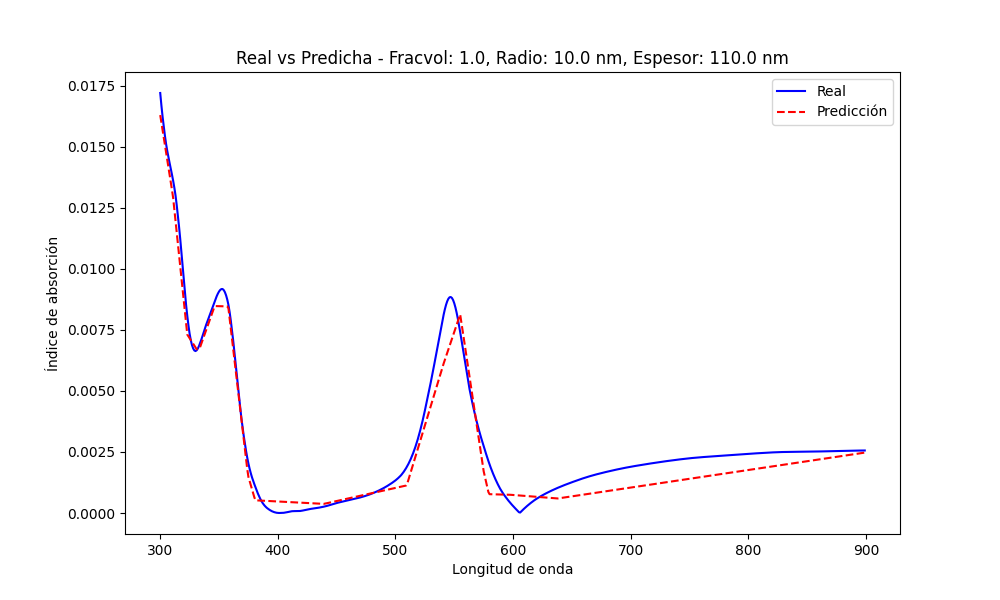 Real vs Predicha - Fracvol: 1.0, Radio: 10.0 nm, Espesor: 110.0 nm
Real
Predicción
Índice de absorción
0.0175
0.0150
0.0125
0.0100
0.0075
0.0050
0.0025
0.0000
300 400 500 600 700 800 900
Longitud de onda